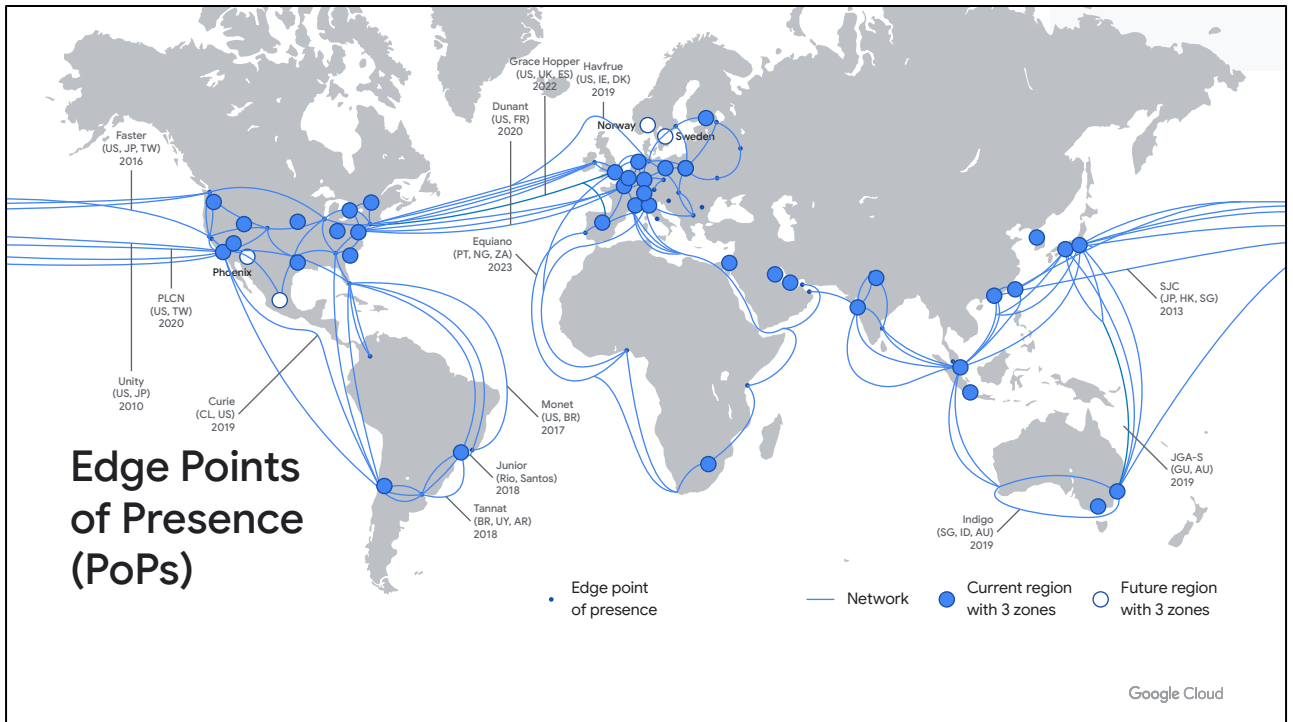 Grace Hopper
(US, UK, ES)
2022
Havfrue
(US, IE, DK)
2019
Dunant
(US, FR)
2020
Norway
Sweden
Faster
(US, JP, TW)
2016
Equiano
(PT, NG, ZA)
2023
Phoenix
PLCN
(US, TW)
2020
SJC
(JP, HK, SG)
2013
Unity
(US, JP)
2010
Curie
(CL, US)
2019
Monet
(US, BR)
2017
Edge Points
of Presence
(PoPs)
Junior
(Rio, Santos)
2018
Tannat
(BR, UY, AR)
2018
JGA-S
(GU, AU)
2019
Indigo
(SG, ID, AU)
2019
Edge point
of presence
Network
Current region
with 3 zones
Future region
with 3 zones
Google Cloud